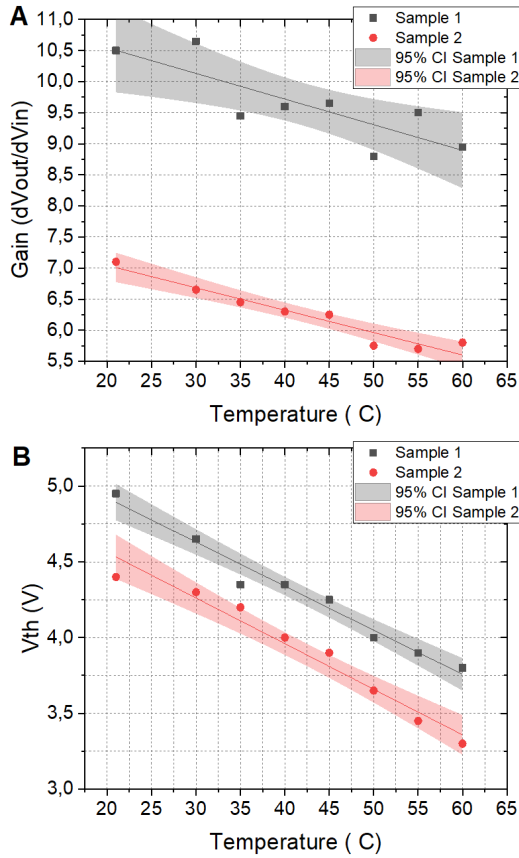 A
Sample 1
Sample 2
95% CI Sample 1
95% CI Sample 2
Gain (dVout/dVin)
11,0
10,5
10,0
9,5
9,0
8,5
8,0
7,5
7,0
6,5
6,0
5,5
20 25 30 35 40 45 50 55 60 65
Temperature ( C)
B
Sample 1
Sample 2
95% CI Sample 1
95% CI Sample 2
Vth (V)
5,0
4,5
4,0
3,5
3,0
20 25 30 35 40 45 50 55 60 65
Temperature ( C)